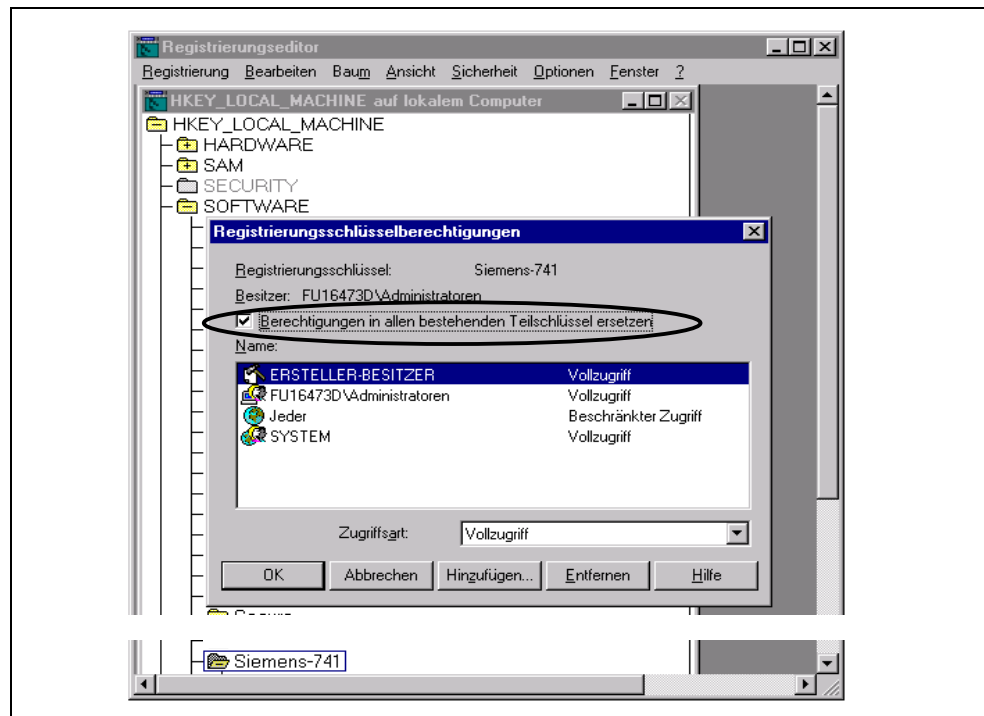 Registrierungseditor
Registrierung Bearbeiten Baum Ansicht Sicherheit Optionen Fenster ?
HKEY_LOCAL_MACHINE auf lokalem Computer
HKEY_LOCAL_MACHINE
HARDWARE
SAM
SECURITY
SOFTWARE
Registrierungsschlüsselberechtigungen
Registrierungsschlüssel: Siemens-741
Besitzer: FU16473D\Administratoren
Berechtigungen in allen bestehenden Teilschlüssel ersetzen
Name:
ERSTELLER-BESITZER Vollzugriff
FU16473D\Administratoren Vollzugriff
Jeder Beschränkter Zugriff
SYSTEM Vollzugriff
Zugriffsart: Vollzugriff
OK Abbrechen Hinzufügen... Entfernen Hilfe
Siemens-741